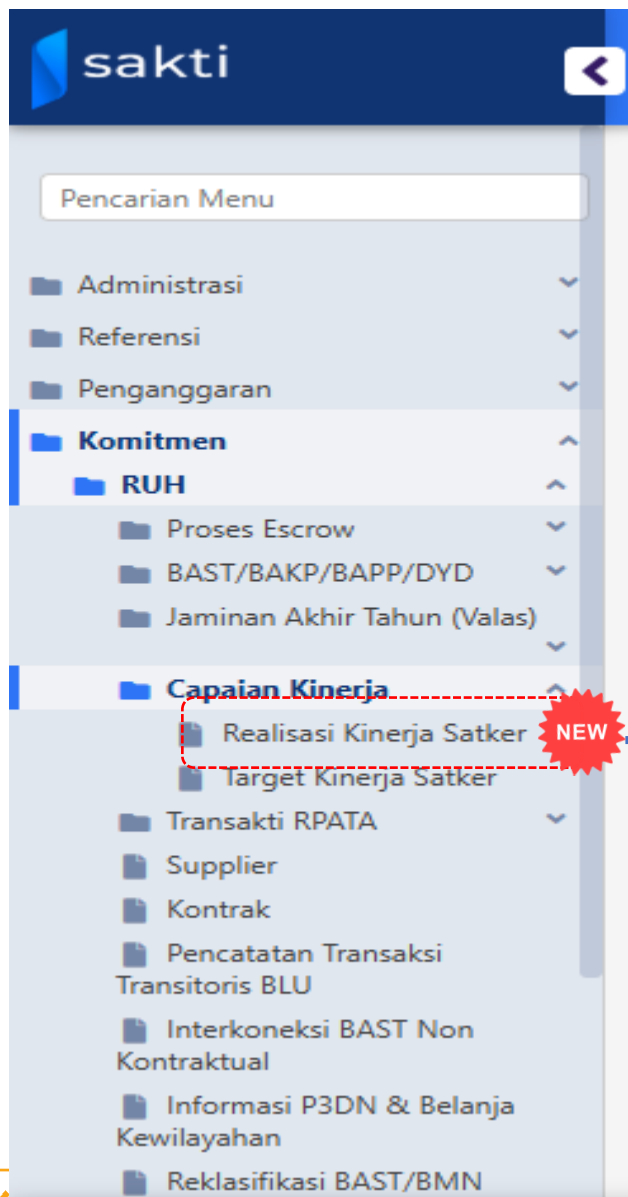 sakti
Pencarian Menu
Administrasi
Referensi
Penganggaran
Komitmen
RUH
Proses Escrow
BAST/BAKP/BAPP/DYD
Jaminan Akhir Tahun (Valas)
Capaian Kinerja
Realisasi Kinerja Satker NEW
Target Kinerja Satker
Transakti RPATA
Supplier
Kontrak
Pencatatan Transaksi
Transitoris BLU
Interkoneksi BAST Non
Kontraktual
Informasi P3DN & Belanja
Kewilayahan
Reklasifikasi BAST/BMN